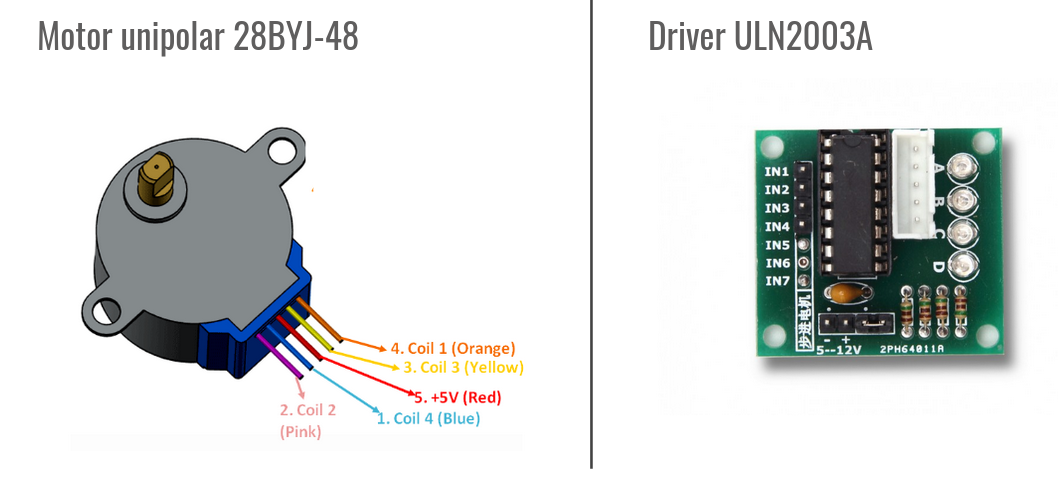 Motor unipolar 28BYJ-48
4. Coil 1 (Orange)
3. Coil 3 (Yellow)
5. +5V (Red)
1. Coil 4 (Blue)
2. Coil 2
(Pink)
Driver ULN2003A
IN1
IN2
IN3
IN4
IN5
IN6
IN7
A
B
C
D
步进电机
- +
5--12V
2PH64011A